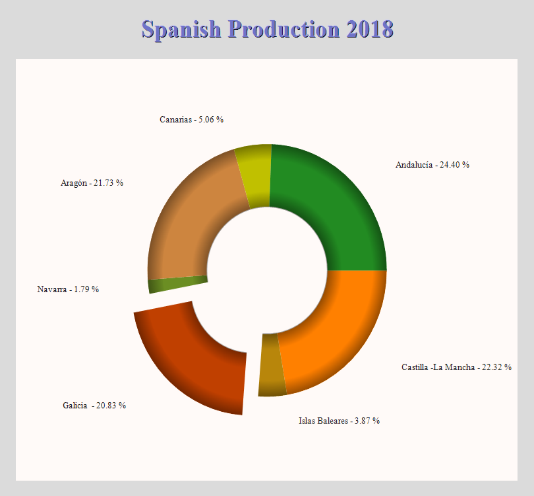 Spanish Production 2018
Canarias - 5.06 %
Andalucía - 24.40 %
Aragón - 21.73 %
Navarra - 1.79 %
Castilla -La Mancha - 22.32 %
Galicia - 20.83 %
Islas Baleares - 3.87 %